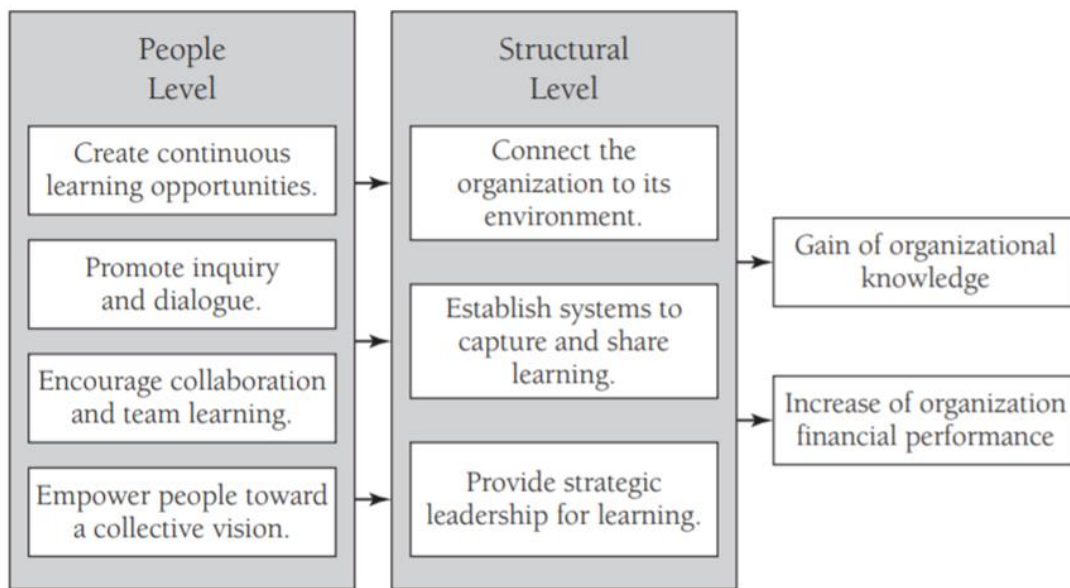 People
Level
Create continuous
learning opportunities.
Promote inquiry
and dialogue.
Encourage collaboration
and team learning.
Empower people toward
a collective vision.
Structural
Level
Connect the
organization to its
environment.
Establish systems to
capture and share
learning.
Provide strategic
leadership for learning.
Gain of organizational
knowledge
Increase of organization
financial performance